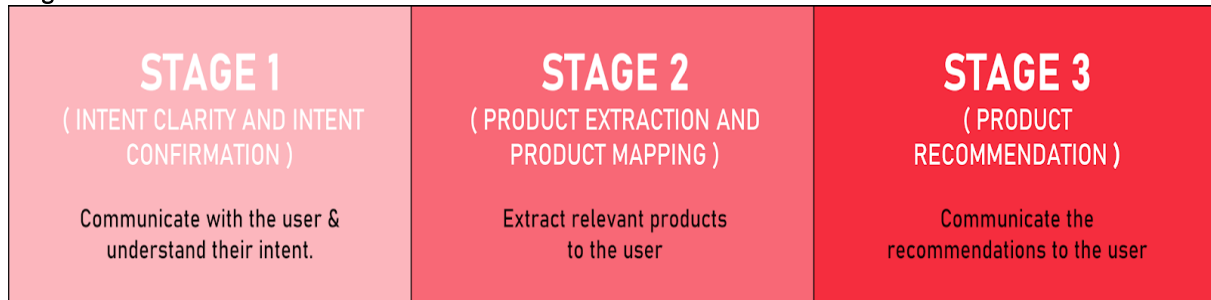 STAGE 1
( INTENT CLARITY AND INTENT
CONFIRMATION )
Communicate with the user &
understand their intent.
STAGE 2
( PRODUCT EXTRACTION AND
PRODUCT MAPPING )
Extract relevant products
to the user
STAGE 3
( PRODUCT
RECOMMENDATION )
Communicate the
recommendations to the user